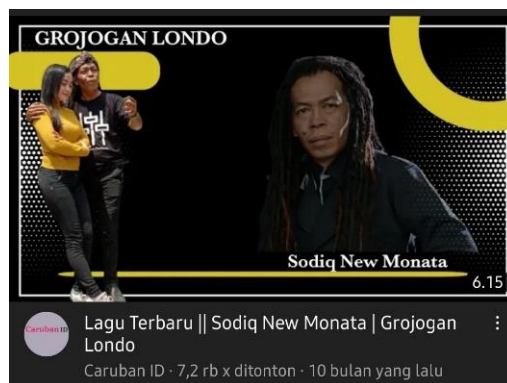 GROJOGAN LONDO
Sodiq New Monata
6.15
Caruban ID
Lagu Terbaru || Sodiq New Monata | Grojogan
Londo
Caruban ID · 7,2 rb x ditonton · 10 bulan yang lalu